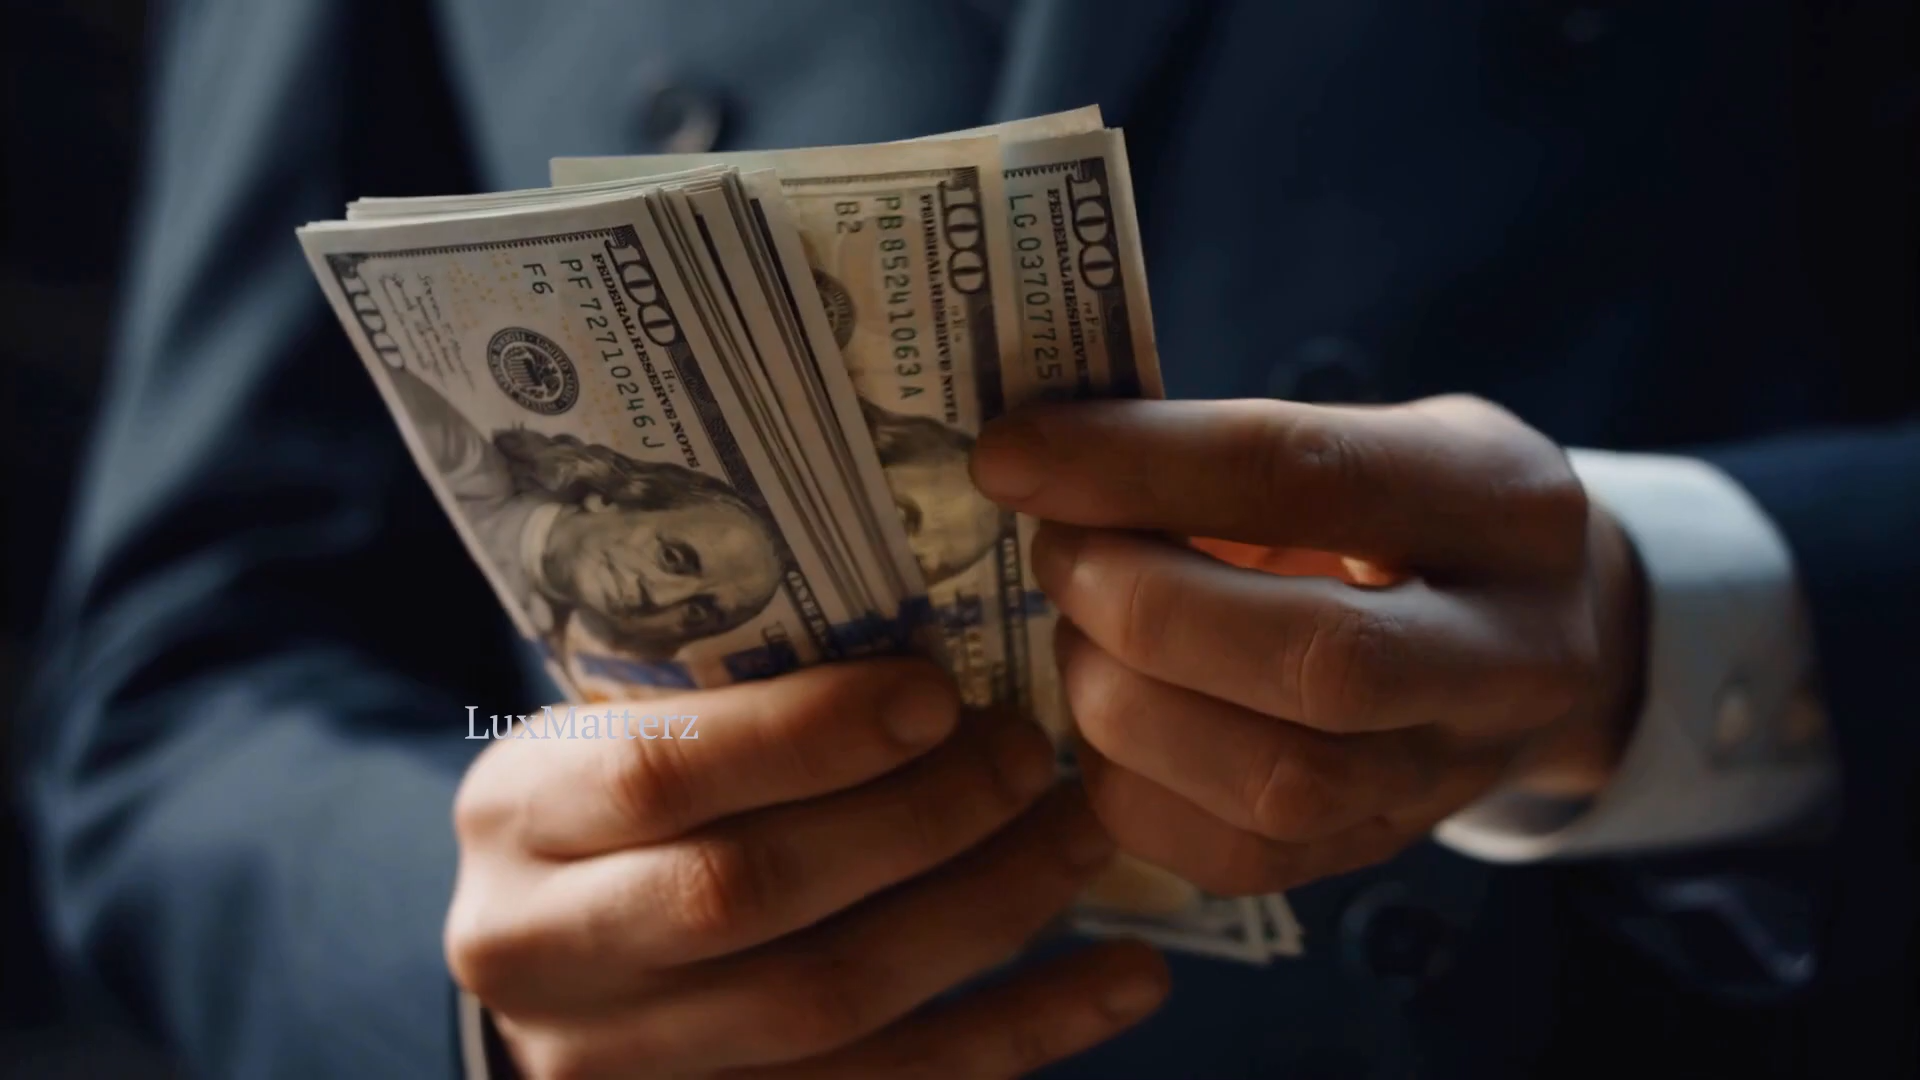 100
FEDERAL RESERVE NOTE
PF 72710246 J
F6
100
100
FEDERAL RESERVE NOTE
PB 85241063 A
B2
100
FEDERAL RESERVE
LG 03707725
LuxMatterz